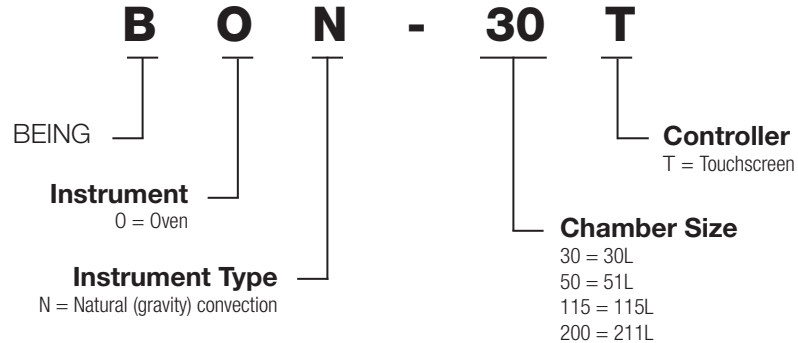 B O N - 30 T
BEING
Controller
T = Touchscreen
Instrument
O = Oven
Chamber Size
30 = 30L
50 = 51L
115 = 115L
200 = 211L
Instrument Type
N = Natural (gravity) convection